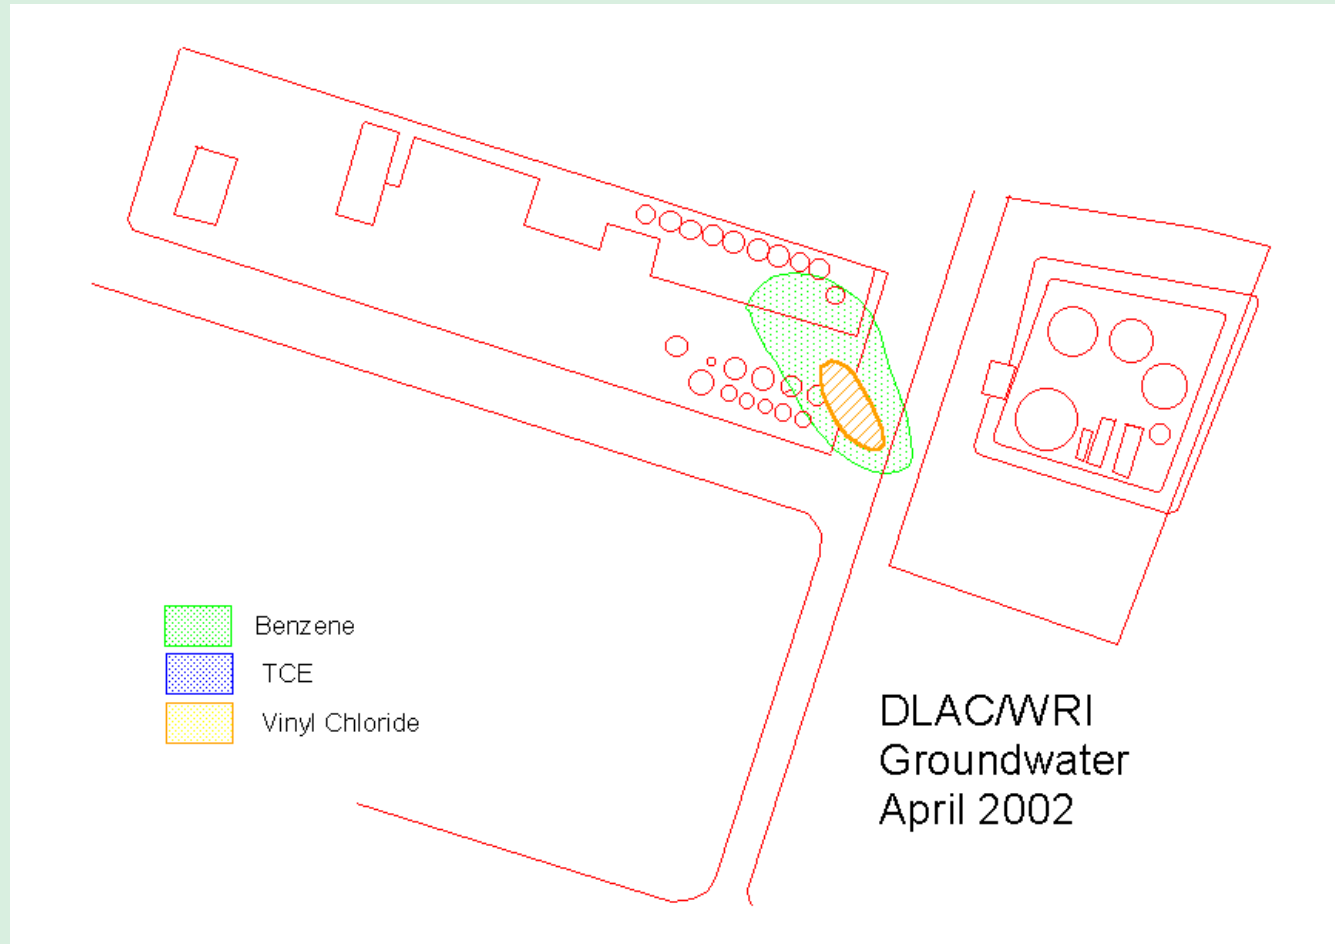 Benzene
TCE
Vinyl Chloride
DLAC/WRI
Groundwater
April 2002